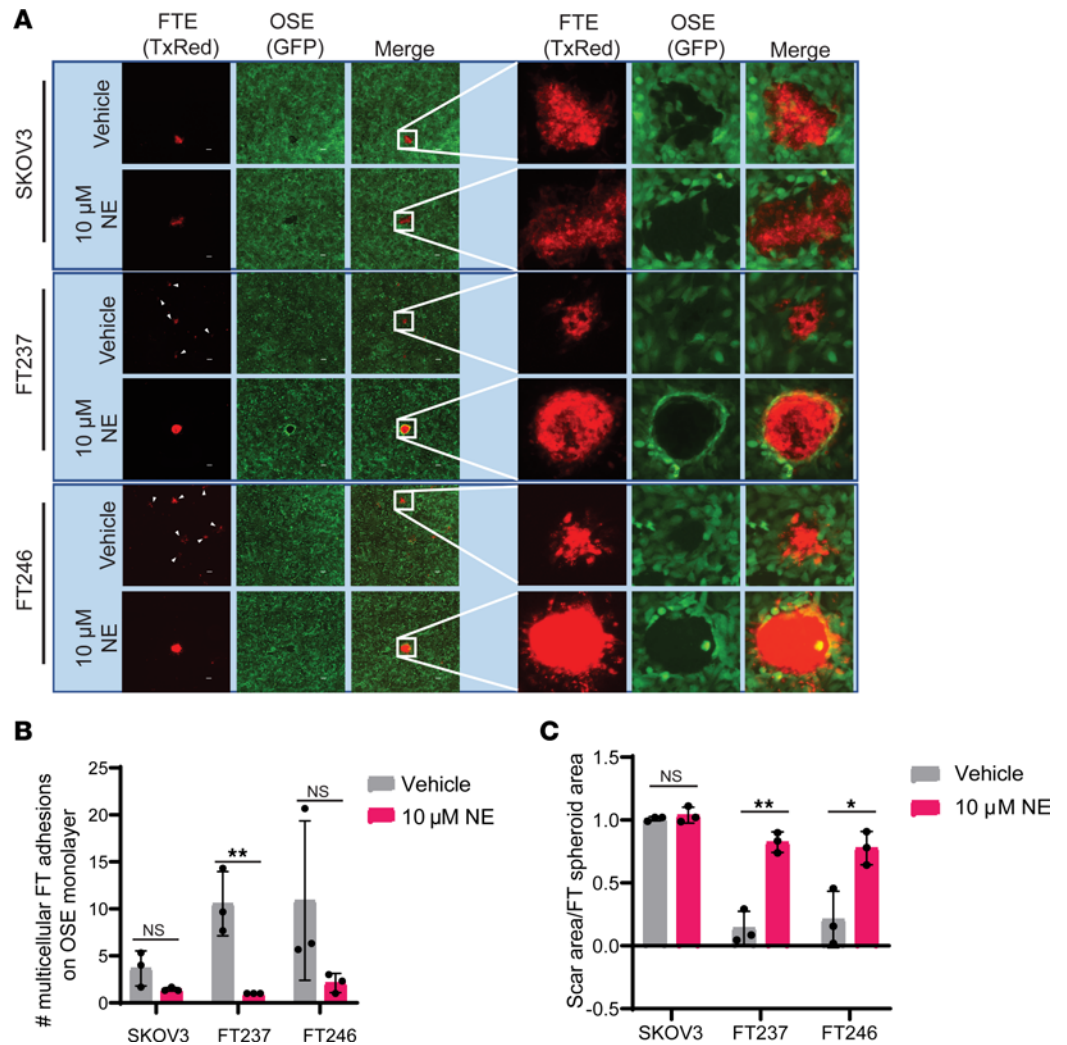 A
FTE
(TxRed)
OSE
(GFP)
Merge
FTE
(TxRed)
OSE
(GFP)
Merge
SKOV3
Vehicle
10 µM
NE
FT237
Vehicle
10 µM
NE
FT246
Vehicle
10 µM
NE
B
# multicellular FT adhesions
on OSE monolayer
25
20
15
10
5
0
NS
**
NS
Vehicle
10 µM NE
SKOV3
FT237
FT246
C
Scar area/FT spheroid area
1.5
1.0
0.5
0.0
-0.5
NS
**
*
Vehicle
10 µM NE
SKOV3
FT237
FT246